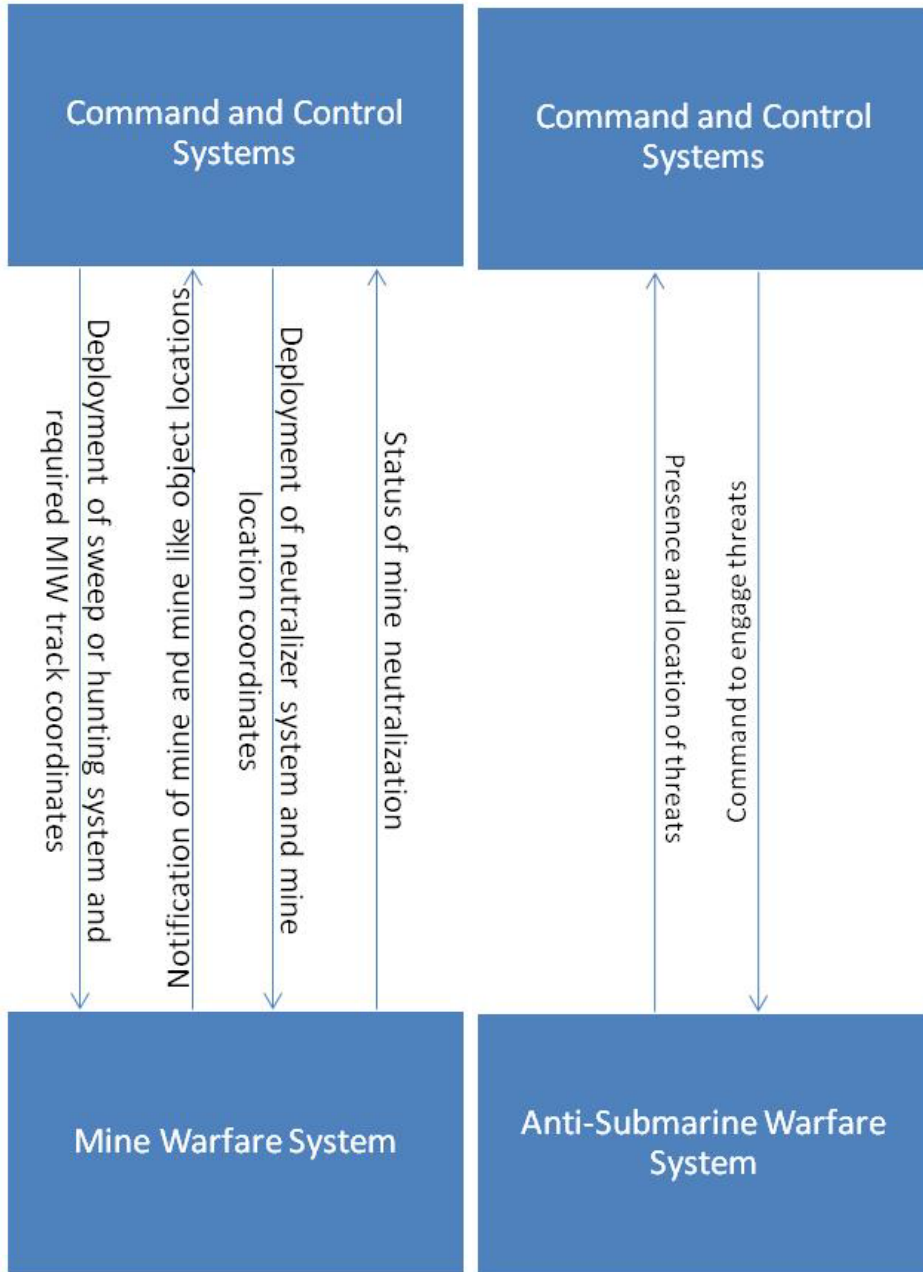 Command and Control
Systems
Command and Control
Systems
Deployment of sweep or hunting system and
required MIW track coordinates
Notification of mine and mine like object locations
Deployment of neutralizer system and mine
location coordinates
Status of mine neutralization
Presence and location of threats
Command to engage threats
Mine Warfare System
Anti-Submarine Warfare
System